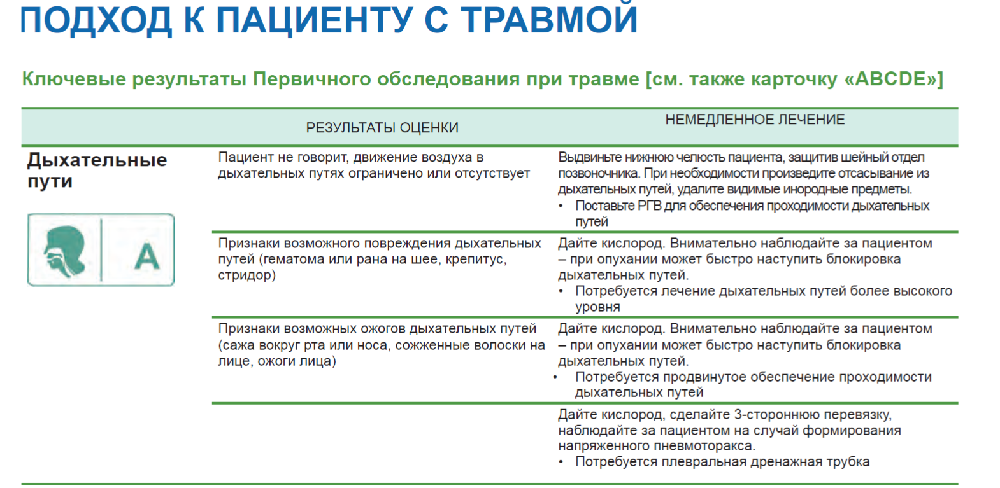 ПОДХОД К ПАЦИЕНТУ С ТРАВМОЙ
Ключевые результаты Первичного обследования при травме [см. также карточку «ABCDE»]
РЕЗУЛЬТАТЫ ОЦЕНКИ
НЕМЕДЛЕННОЕ ЛЕЧЕНИЕ
Дыхательные
пути
A
Пациент не говорит, движение воздуха в
дыхательных путях ограничено или отсутствует
Выдвиньте нижнюю челюсть пациента, защитив шейный отдел
позвоночника. При необходимости произведите отсасывание из
дыхательных путей, удалите видимые инородные предметы.
• Поставьте РГВ для обеспечения проходимости дыхательных
путей
Признаки возможного повреждения дыхательных
путей (гематома или рана на шее, крепитус,
стридор)
Дайте кислород. Внимательно наблюдайте за пациентом
– при опухании может быстро наступить блокировка
дыхательных путей.
• Потребуется лечение дыхательных путей более высокого
уровня
Признаки возможных ожогов дыхательных путей
(сажа вокруг рта или носа, сожженные волоски на
лице, ожоги лица)
Дайте кислород. Внимательно наблюдайте за пациентом
– при опухании может быстро наступить блокировка
дыхательных путей.
• Потребуется продвинутое обеспечение проходимости
дыхательных путей
Дайте кислород, сделайте 3-стороннюю перевязку,
наблюдайте за пациентом на случай формирования
напряженного пневмоторакса.
• Потребуется плевральная дренажная трубка